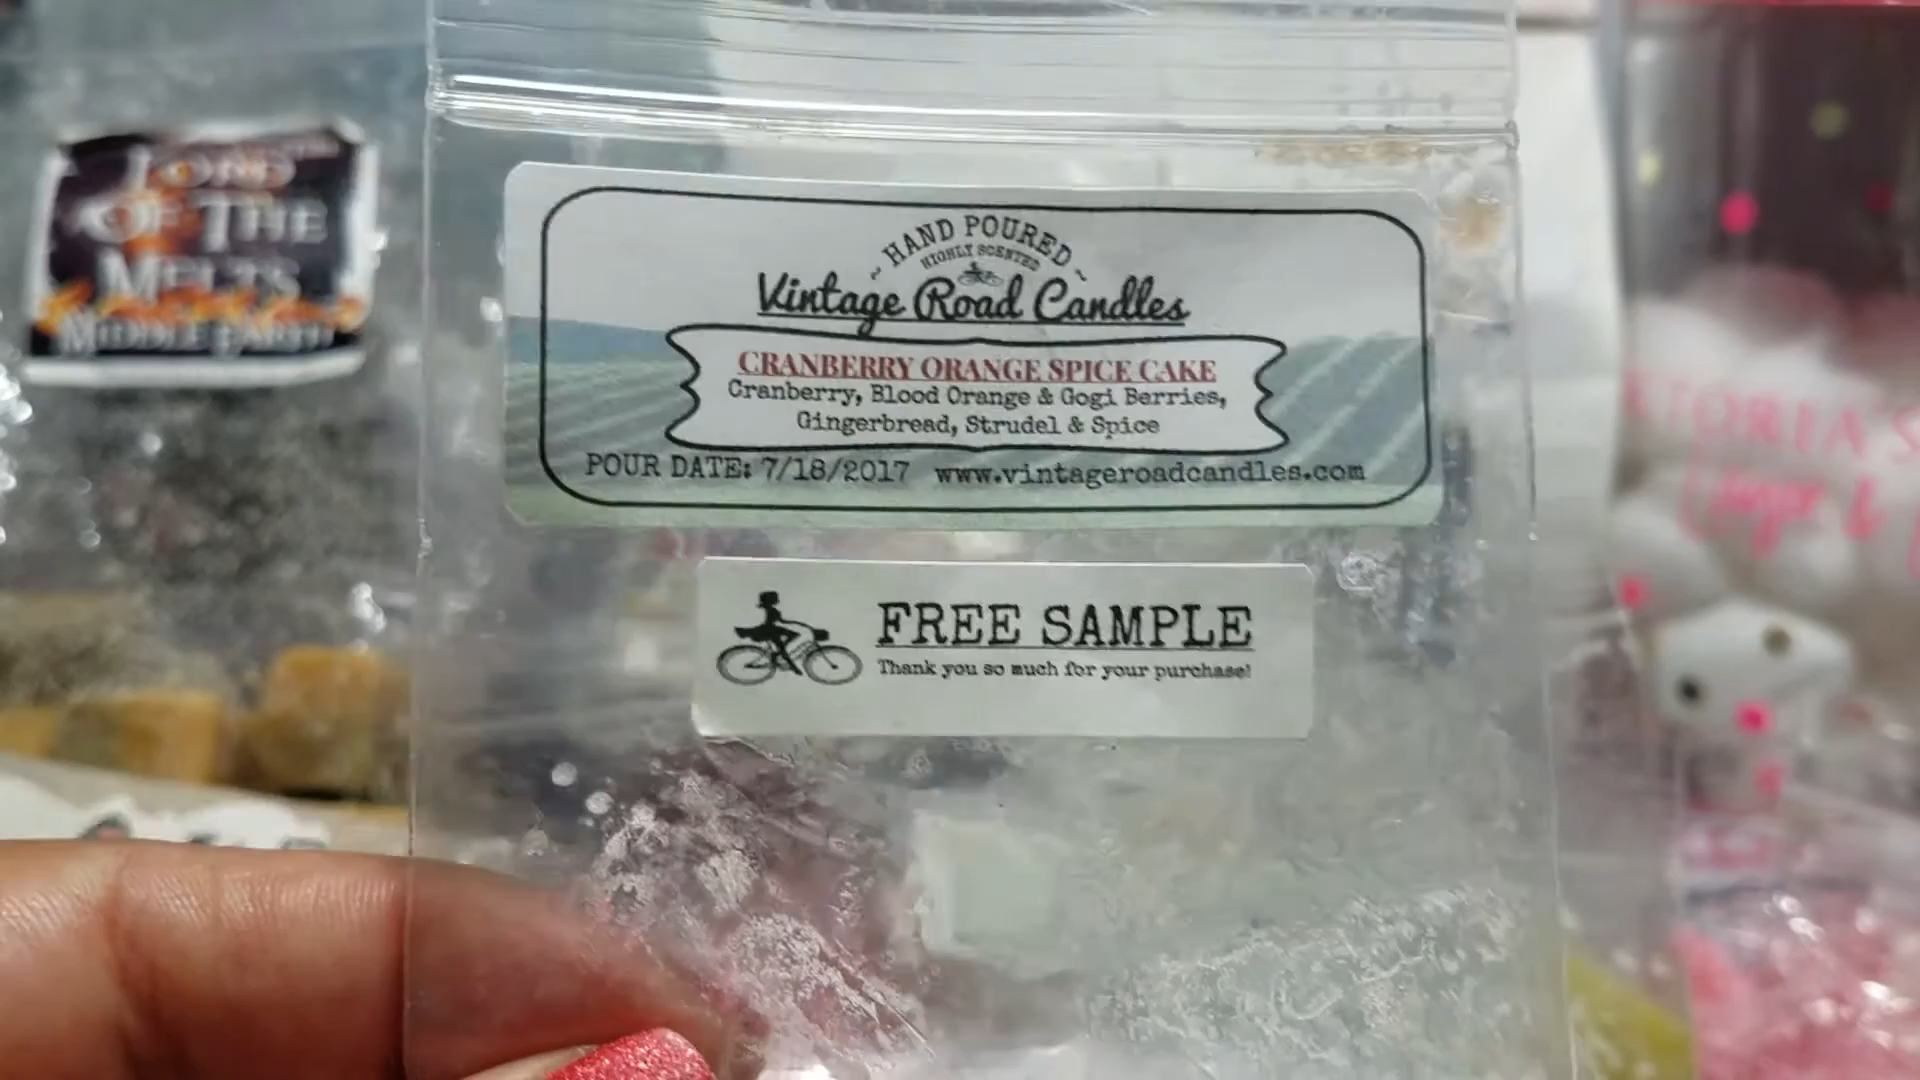 LORD
OF THE
MELTS
MIDDLE EARTH
~ HAND POURED ~
HIGHLY SCENTED
Vintage Road Candles
CRANBERRY ORANGE SPICE CAKE
Cranberry, Blood Orange & Gogi Berries,
Gingerbread, Strudel & Spice
POUR DATE: 7/18/2017 www.vintageroadcandles.com
FREE SAMPLE
Thank you so much for your purchase!